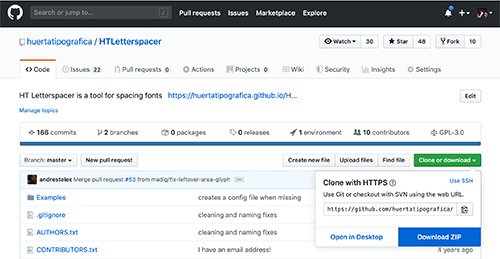 Search or jump to... / Pull requests Issues Marketplace Explore
huertatipografica / HTLetterspacer Watch 30 Star 48 Fork 10
Code Issues 22 Pull requests 0 Actions Projects 0 Wiki Security Insights Settings
HT Letterspacer is a tool for spacing fonts https://huertatipografica.github.io/H... Edit
Manage topics
166 commits 2 branches 0 packages 0 releases 1 environment 10 contributors GPL-3.0
Branch: master New pull request Create new file Upload files Find file Clone or download
andrestelex Merge pull request #53 from madig/fix-leftover-area-glyph ...
Clone with HTTPS Use SSH
Use Git or checkout with SVN using the web URL.
Examples creates a config file when missing
https://github.com/huertatipografica/
.gitignore cleaning and naming fixes
AUTHORS.txt cleaning and naming fixes
Open in Desktop Download ZIP
CONTRIBUTORS.txt I have an email address! 4 years ago